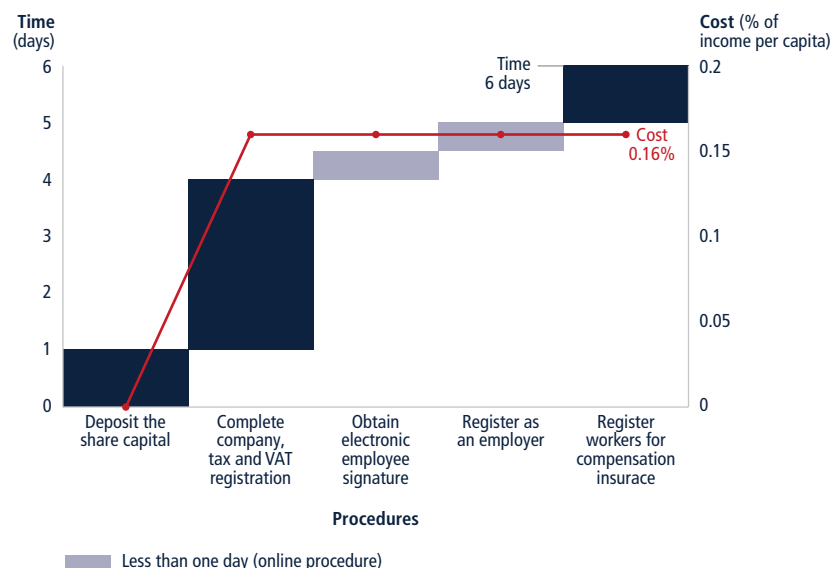 Time
(days)
Cost (% of
income per capita)
6
5
4
3
2
1
0
Time
6 days
Cost
0.16%
0.2
0.15
0.1
0.05
0
Deposit the
share capital
Complete
company,
tax and VAT
registration
Obtain
electronic
employee
signature
Register as
an employer
Register
workers for
compensation
insurace
Procedures
Less than one day (online procedure)